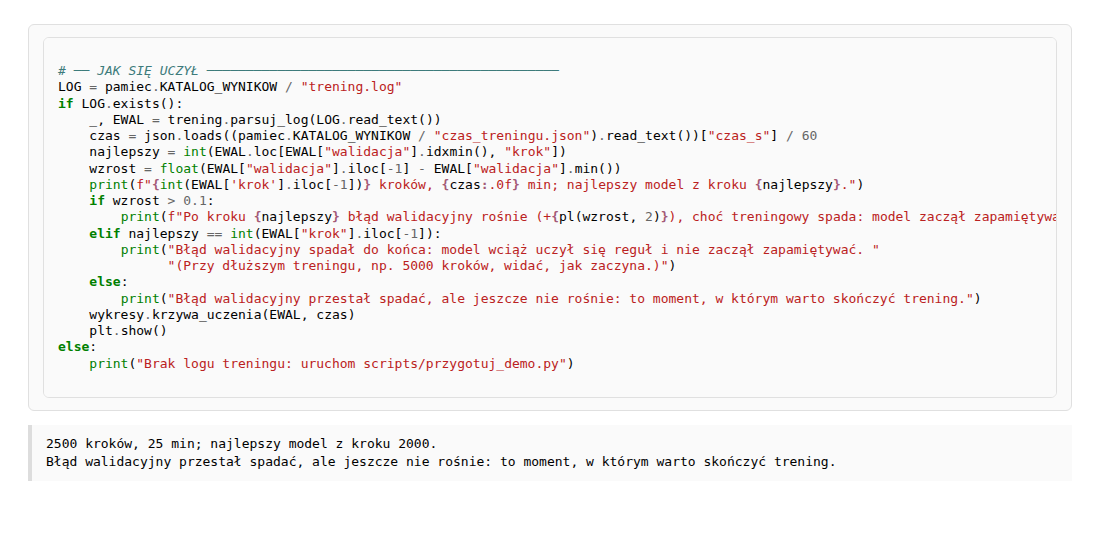 # ── JAK SIĘ UCZYŁ ─────────────────────────────────────────────
LOG = pamiec.KATALOG_WYNIKOW / "trening.log"
if LOG.exists():
    _, EWAL = trening.parsuj_log(LOG.read_text())
    czas = json.loads((pamiec.KATALOG_WYNIKOW / "czas_treningu.json").read_text())["czas_s"] / 60
    najlepszy = int(EWAL.loc[EWAL["walidacja"].idxmin(), "krok"])
    wzrost = float(EWAL["walidacja"].iloc[-1] - EWAL["walidacja"].min())
    print(f"{int(EWAL['krok'].iloc[-1])} kroków, {czas:.0f} min; najlepszy model z kroku {najlepszy}.")
    if wzrost > 0.1:
        print(f"Po kroku {najlepszy} błąd walidacyjny rośnie (+{pl(wzrost, 2)}), choć treningowy spada: model zaczął zapamiętywa
    elif najlepszy == int(EWAL["krok"].iloc[-1]):
        print("Błąd walidacyjny spadał do końca: model wciąż uczył się reguł i nie zaczął zapamiętywać. "
              "(Przy dłuższym treningu, np. 5000 kroków, widać, jak zaczyna.)")
    else:
        print("Błąd walidacyjny przestał spadać, ale jeszcze nie rośnie: to moment, w którym warto skończyć trening.")
    wykresy.krzywa_uczenia(EWAL, czas)
    plt.show()
else:
    print("Brak logu treningu: uruchom scripts/przygotuj_demo.py")
2500 kroków, 25 min; najlepszy model z kroku 2000.
Błąd walidacyjny przestał spadać, ale jeszcze nie rośnie: to moment, w którym warto skończyć trening.